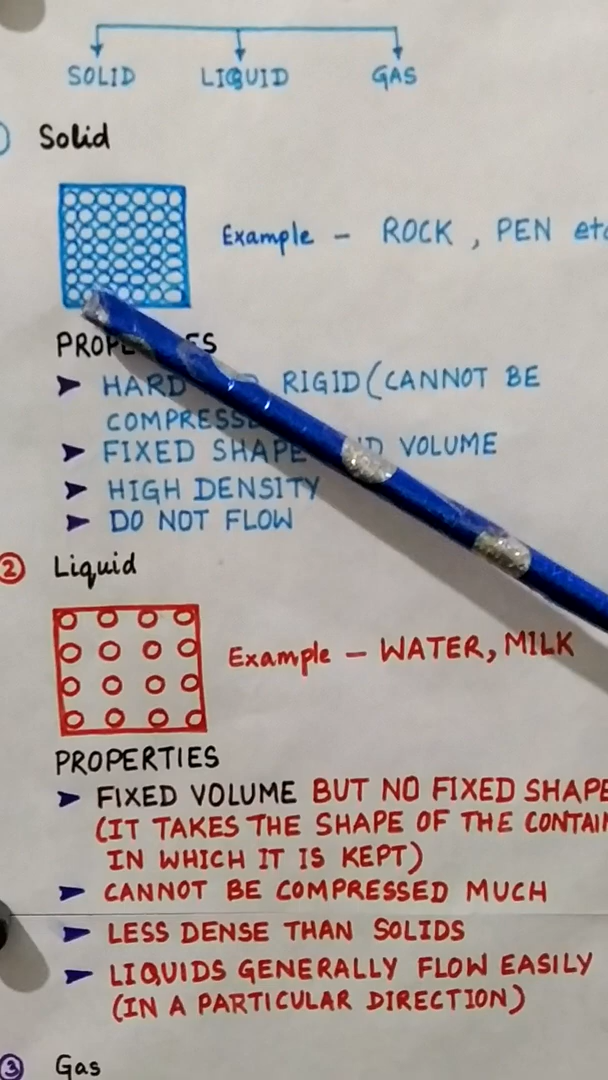 SOLID LIQUID GAS
Solid
Example - ROCK, PEN
HARD RIGID (CANNOT BE
FIXED SHAPE VOLUME
HIGH DENSITY
DO NOT FLOW
2 Liquid
Example - WATER, MILK
PROPERTIES
FIXED VOLUME BUT NO FIXED SHAPE
(IT TAKES THE SHAPE OF THE
IN WHICH IT IS KEPT)
CANNOT BE COMPRESSED MUCH
LESS DENSE THAN SOLIDS
LIQUIDS GENERALLY FLOW EASILY
(IN A PARTICULAR DIRECTION)
3 Gas